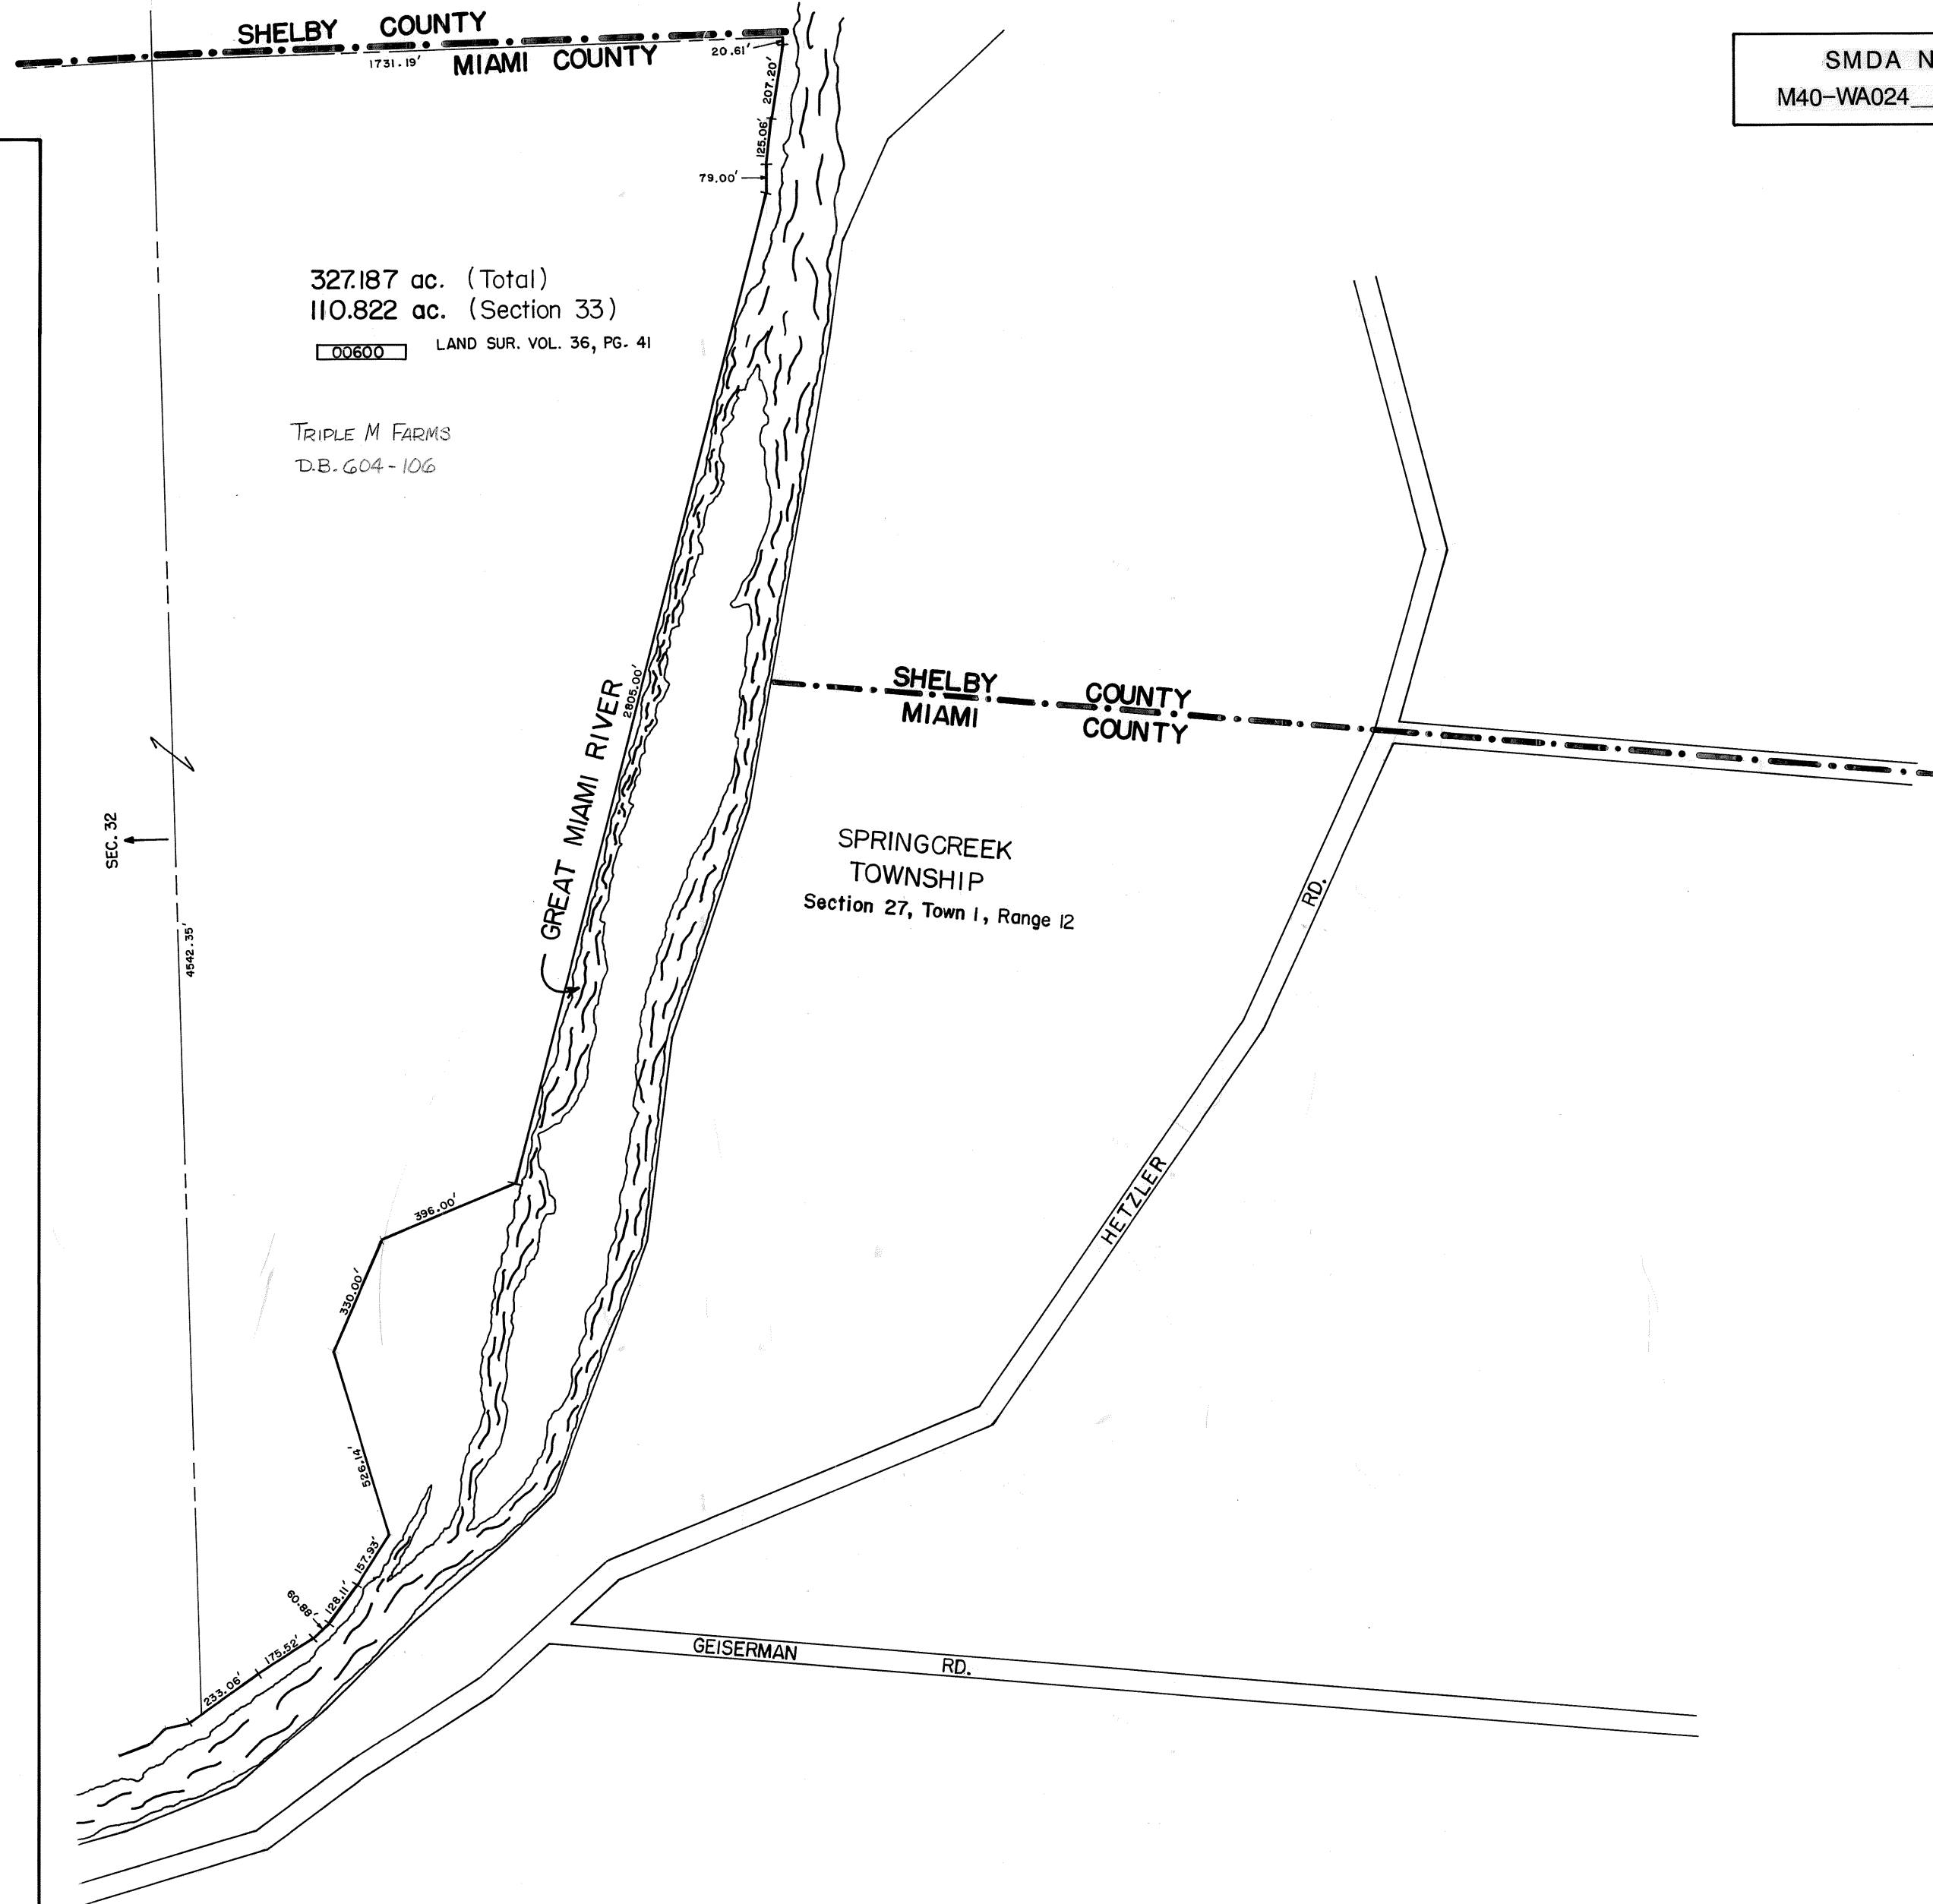 SHELBY COUNTY
1731.19' MIAMI COUNTY
20.61'
207.20'
125.06'
79.00'
SMDA N
M40-WA024
327.187 ac. (Total)
110.822 ac. (Section 33)
00600 LAND SUR. VOL. 36, PG. 41
TRIPLE M FARMS
D.B. 604-106
GREAT MIAMI RIVER
2805.00'
SHELBY COUNTY
MIAMI COUNTY
SPRINGCREEK
TOWNSHIP
Section 27, Town 1, Range 12
SEC. 32
4542.35'
HETZLER RD.
396.00'
330.00'
526.14'
157.93'
128.11'
60.88'
175.52'
233.06'
GEISERMAN RD.